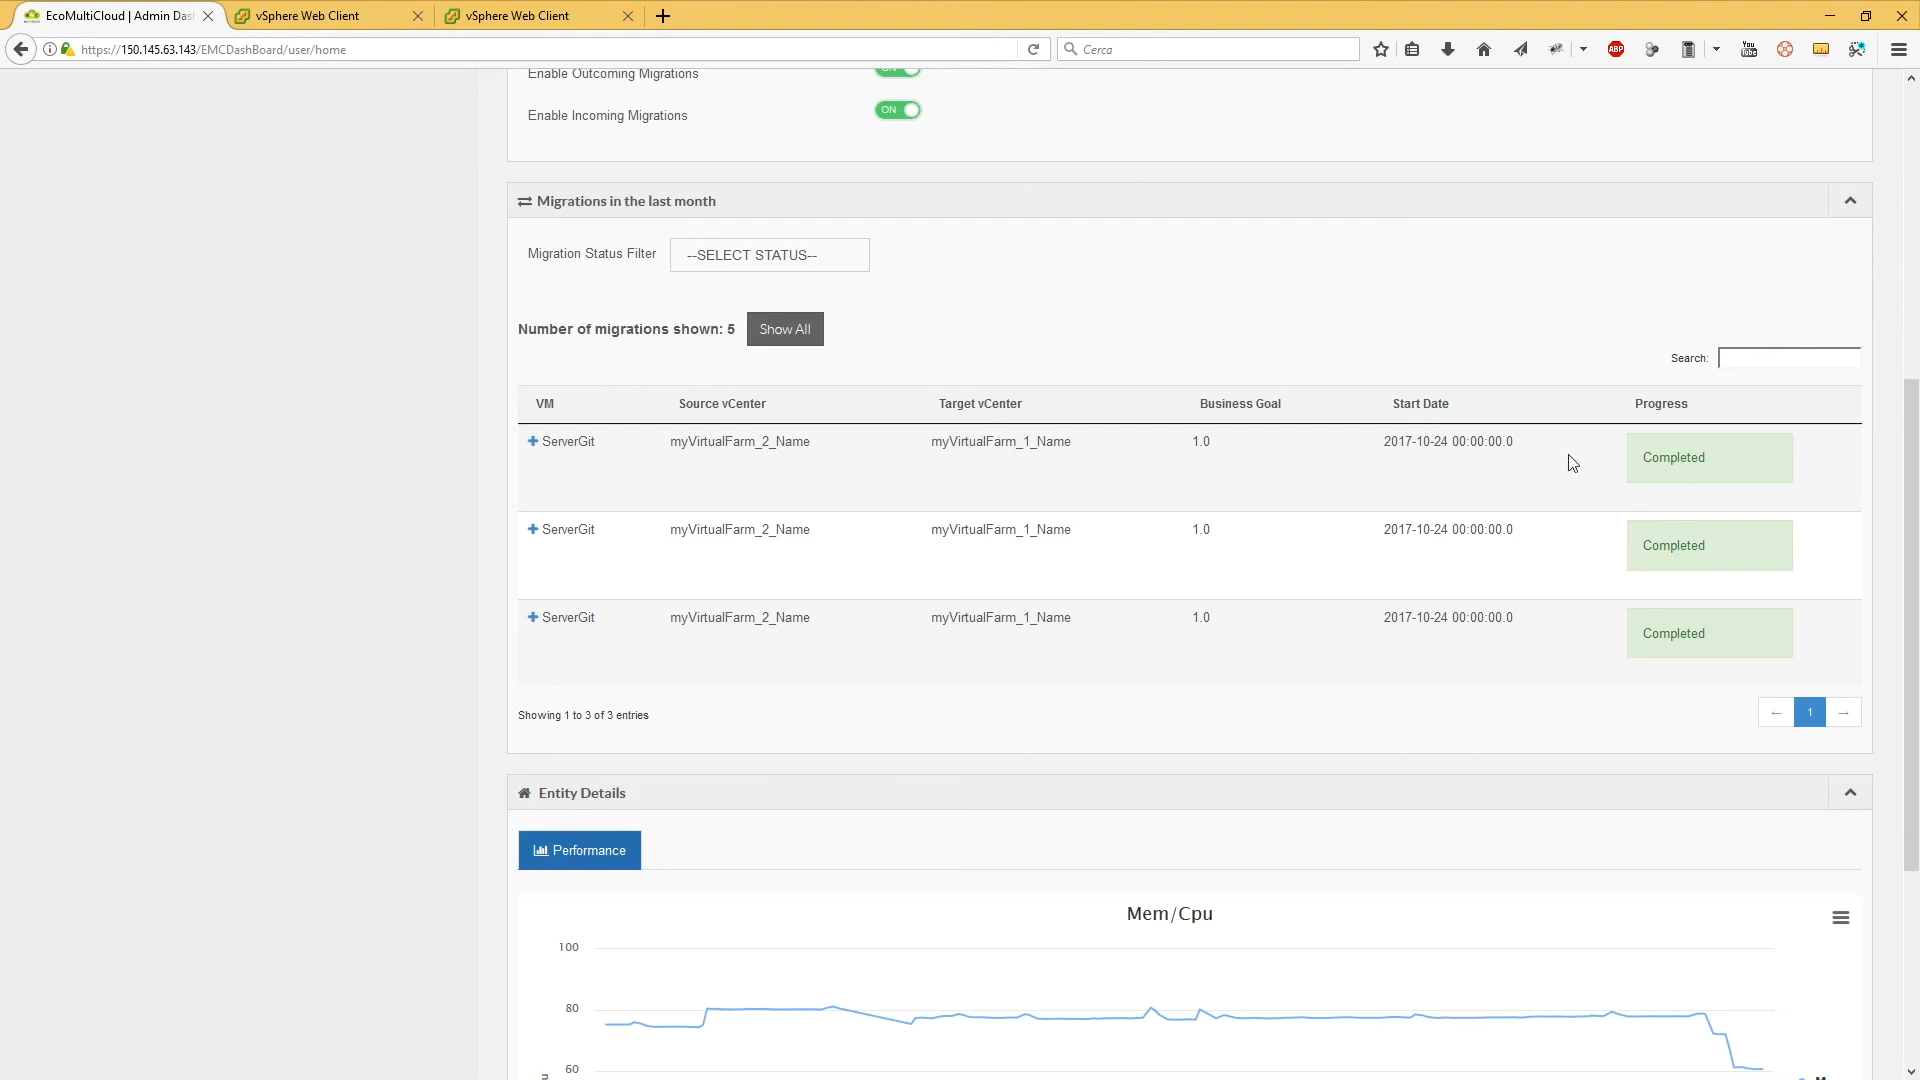 EcoMultiCloud | Admin Das
vSphere Web Client
vSphere Web Client
https://150.145.63.143/EMCDashBoard/user/home
Cerca
ABP
You
Enable Outcoming Migrations
ON
Enable Incoming Migrations
ON
Migrations in the last month
Migration Status Filter
--SELECT STATUS--
Number of migrations shown: 5
Show All
Search:
VM Source vCenter Target vCenter Business Goal Start Date Progress
ServerGit myVirtualFarm_2_Name myVirtualFarm_1_Name 1.0 2017-10-24 00:00:00.0 Completed
ServerGit myVirtualFarm_2_Name myVirtualFarm_1_Name 1.0 2017-10-24 00:00:00.0 Completed
ServerGit myVirtualFarm_2_Name myVirtualFarm_1_Name 1.0 2017-10-24 00:00:00.0 Completed
Showing 1 to 3 of 3 entries
← 1 →
Entity Details
Performance
Mem/Cpu
100
80
60